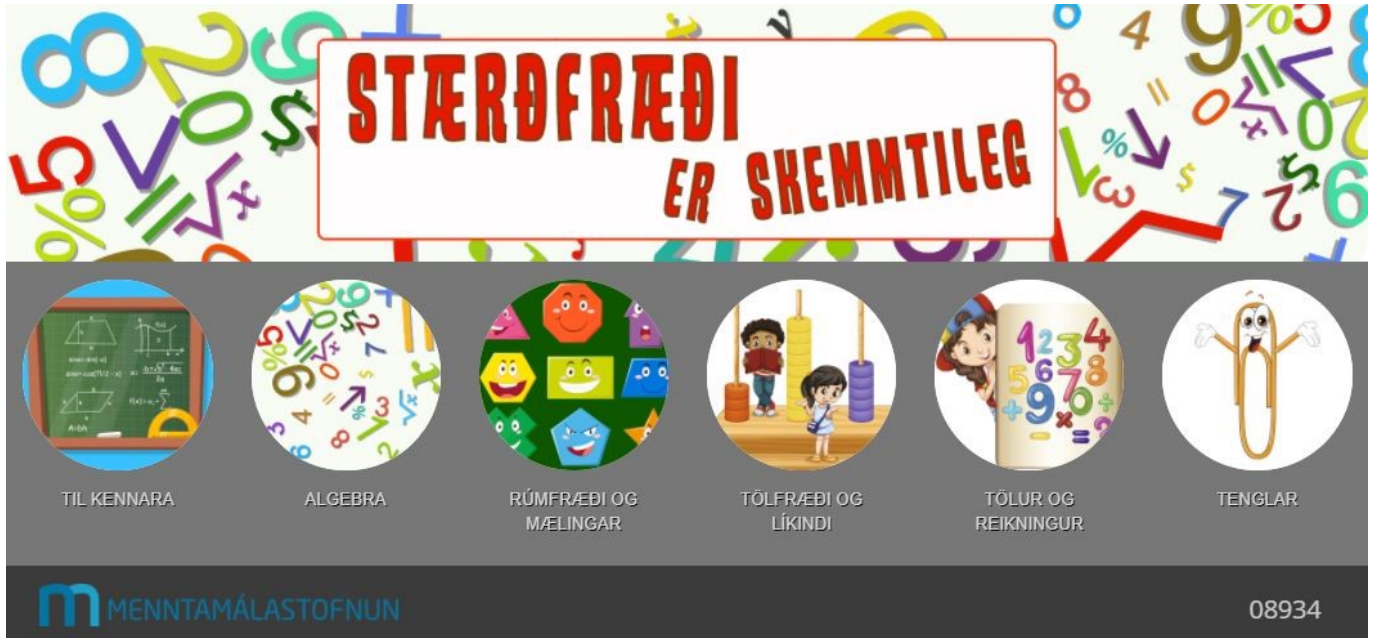 STÆRÐFRÆÐI
ER SKEMMTILEG
TIL KENNARA
ALGEBRA
RÚMFRÆÐI OG
MÆLINGAR
TÖLFRÆÐI OG
LÍKINDI
TÖLUR OG
REIKNINGUR
TENGLAR
MENNTAMÁLASTOFNUN
08934